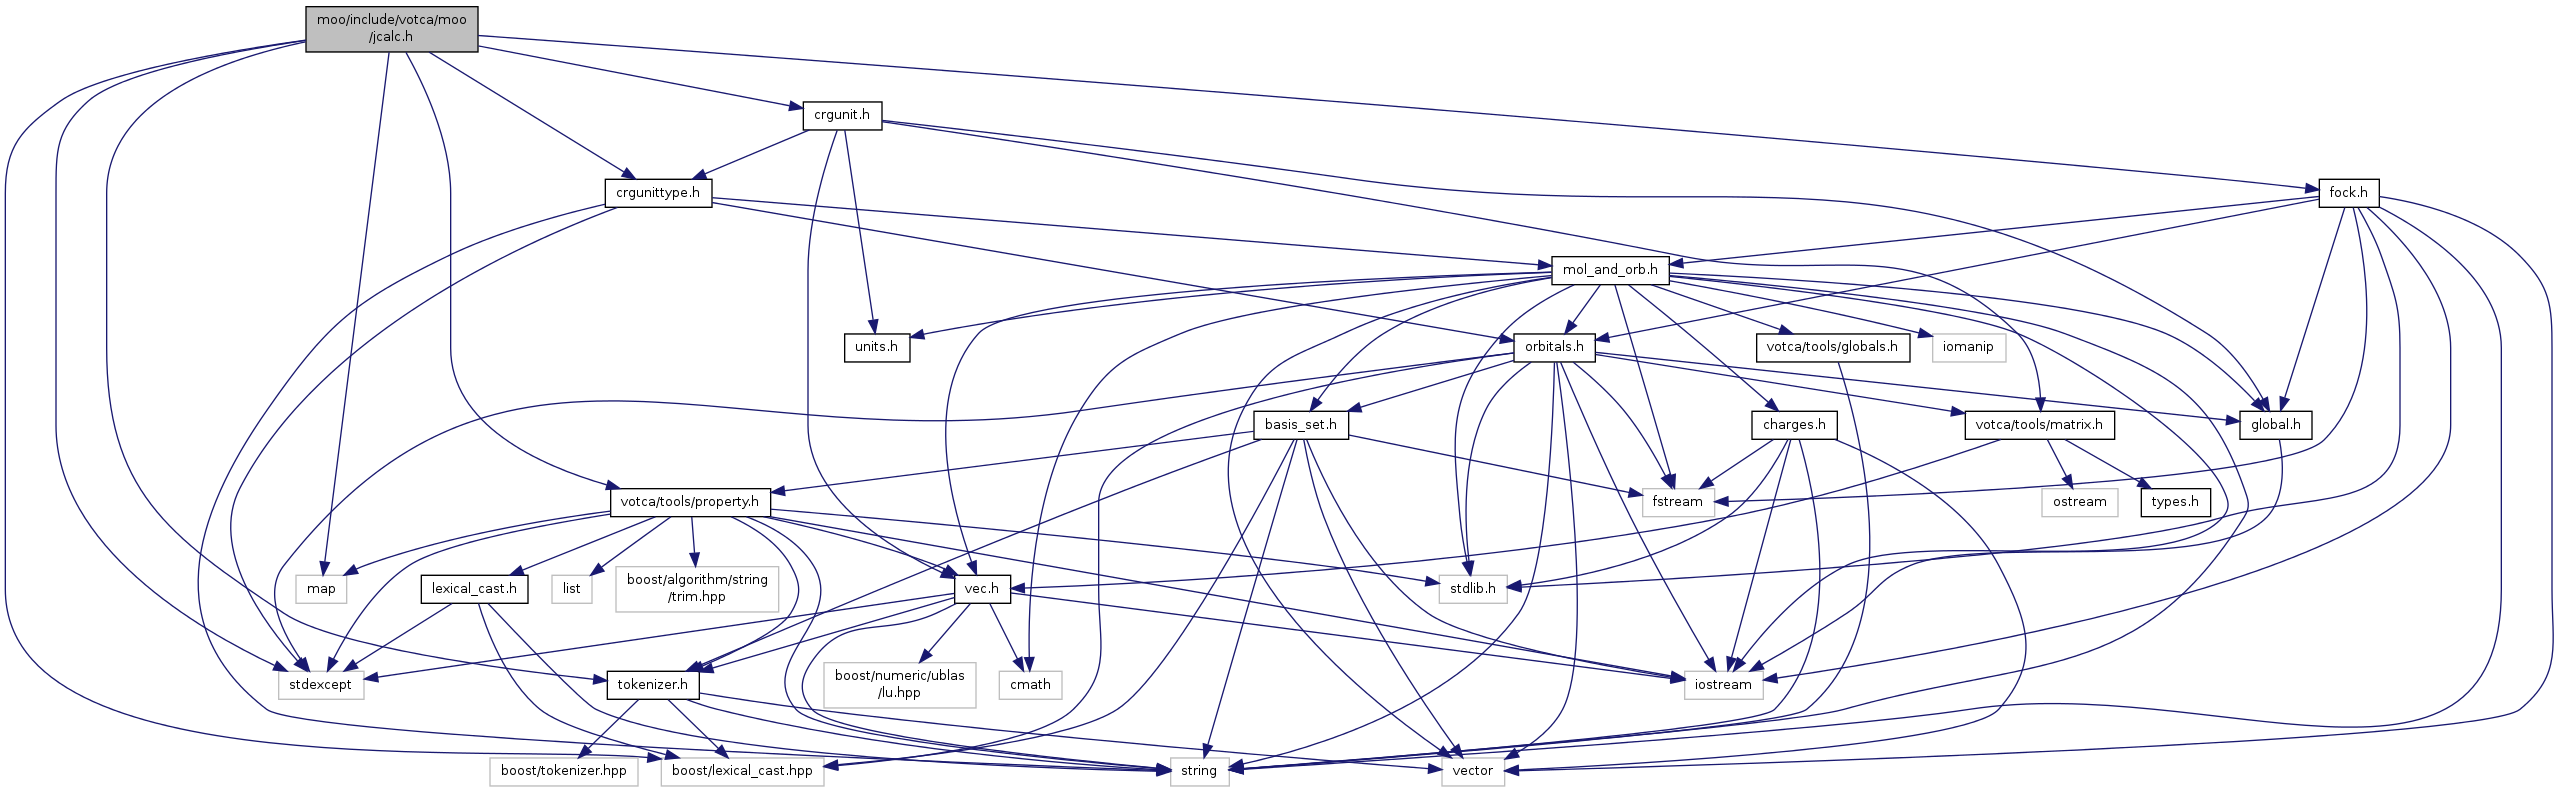 moo/include/votca/moo
/jcalc.h
crgunit.h
crgunittype.h
fock.h
mol_and_orb.h
units.h
orbitals.h
votca/tools/globals.h
iomanip
basis_set.h
charges.h
votca/tools/matrix.h
global.h
votca/tools/property.h
fstream
ostream
types.h
map
lexical_cast.h
list
boost/algorithm/string
/trim.hpp
vec.h
stdlib.h
stdexcept
tokenizer.h
boost/numeric/ublas
/lu.hpp
cmath
iostream
boost/tokenizer.hpp
boost/lexical_cast.hpp
string
vector